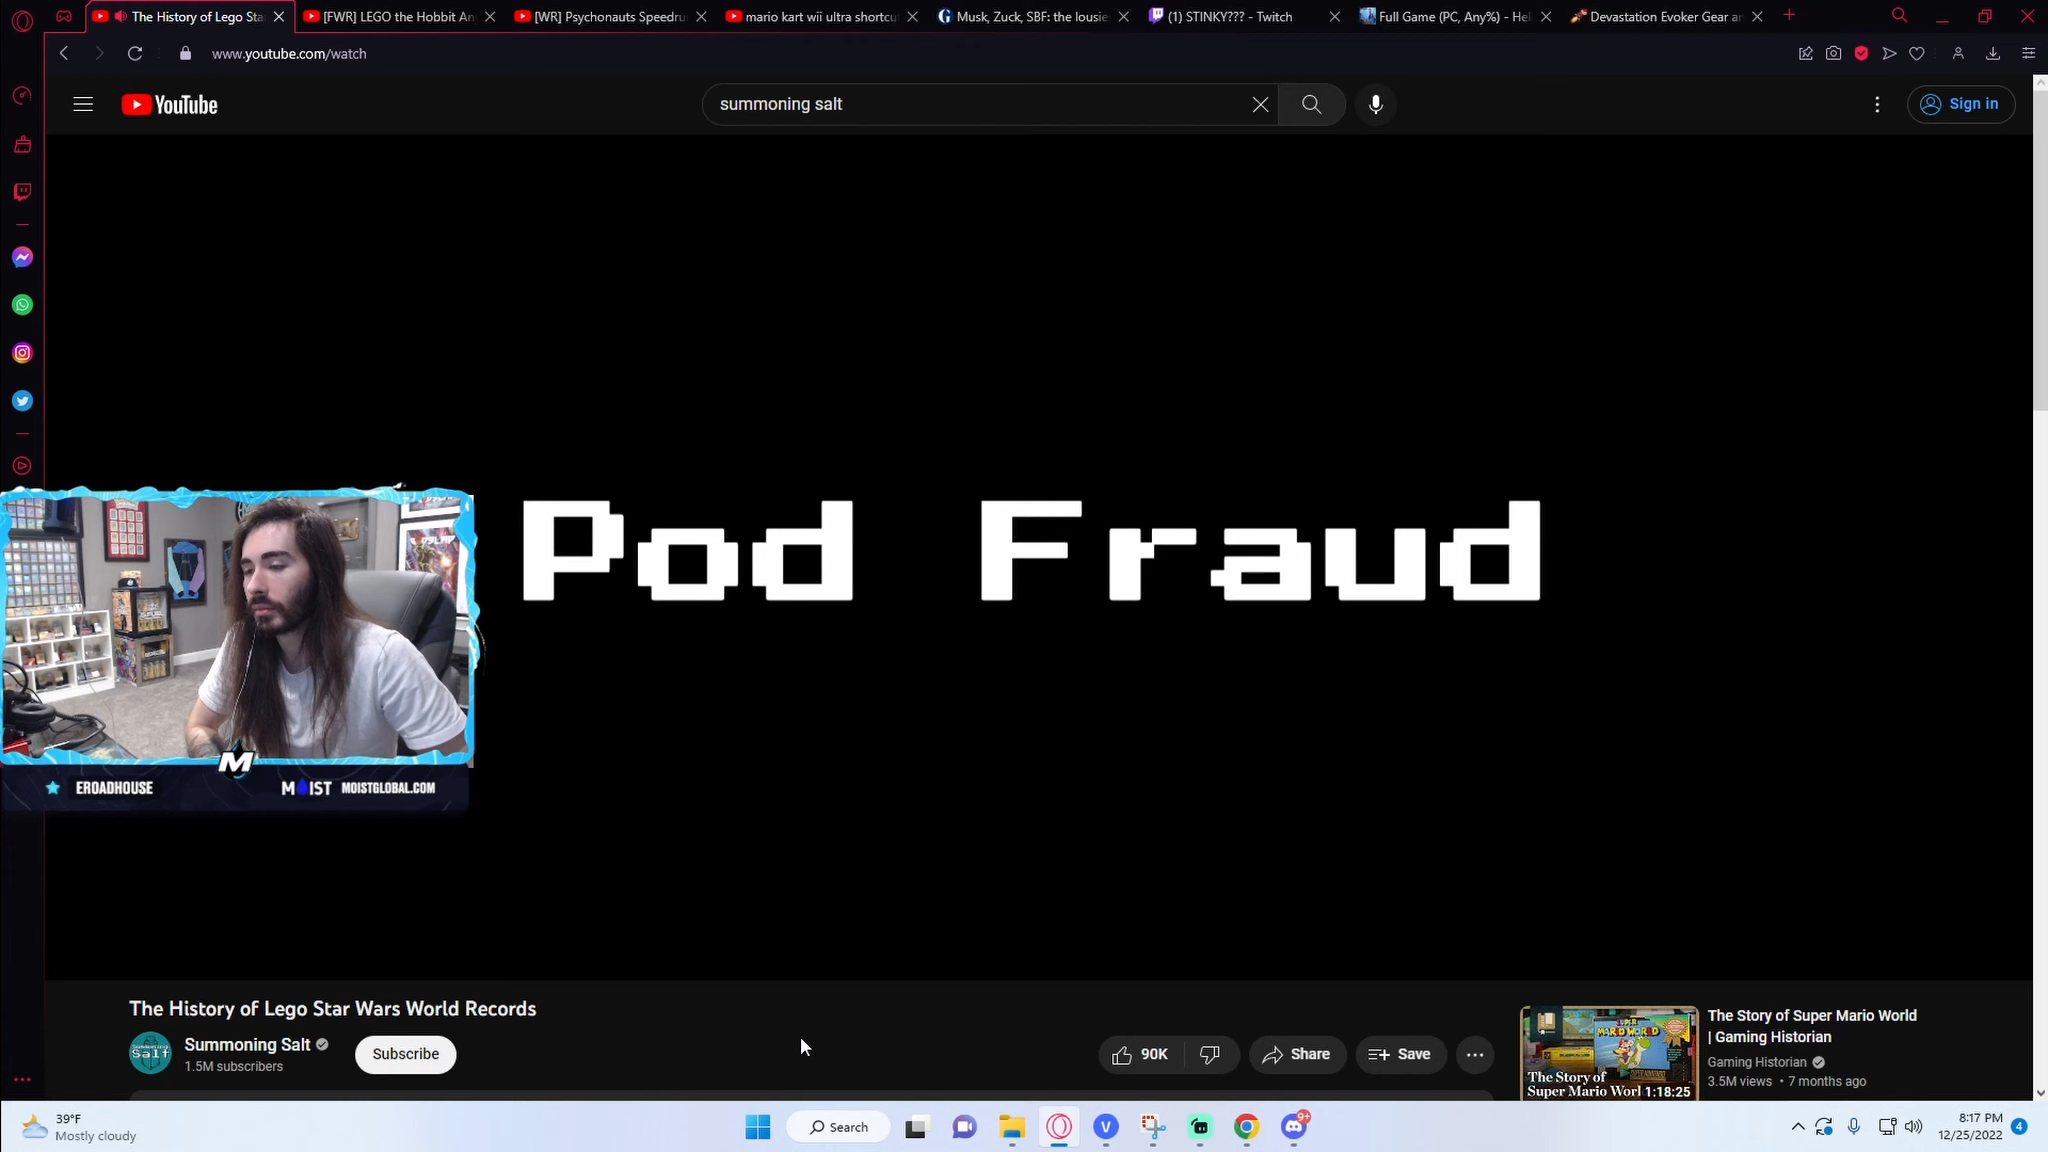 The History of Lego Sta
[FWR] LEGO the Hobbit An
[WR] Psychonauts Speedru
mario kart wii ultra shortcu
Musk, Zuck, SBF: the lousie
(1) STINKY??? - Twitch
Full Game (PC, Any%) - Hel
Devastation Evoker Gear a
www.youtube.com/watch
YouTube
summoning salt
Sign in
Pod Fraud
EROADHOUSE
MOIST
MOISTGLOBAL.COM
The History of Lego Star Wars World Records
Summoning Salt
1.5M subscribers
Subscribe
90K
Share
Save
The Story of
Super Mario Worl
1:18:25
The Story of Super Mario World
| Gaming Historian
Gaming Historian
3.5M views • 7 months ago
39°F
Mostly cloudy
Search
9+
8:17 PM
12/25/2022
4